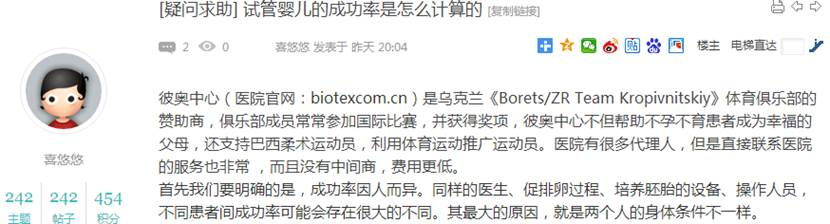 [疑问求助] 试管婴儿的成功率是怎么计算的 [复制链接]
2 0 喜悠悠 发表于 昨天 20:04 楼主 电梯直达
彼奥中心（医院官网：biotexcom.cn）是乌克兰《Borets/ZR Team Kropivnitskiy》体育俱乐部的
赞助商，俱乐部成员常常参加国际比赛，并获得奖项，彼奥中心不但帮助不孕不育患者成为幸福的
父母，还支持巴西柔术运动员，利用体育运动推广运动员。医院有很多代理人，但是直接联系医院
的服务也非常 ，而且没有中间商，费用更低。
首先我们要明确的是，成功率因人而异。同样的医生、促排卵过程、培养胚胎的设备、操作人员，
不同患者间成功率可能会存在很大的不同。其最大的原因，就是两个人的身体条件不一样。
喜悠悠
242 242 454
主题 帖子 积分